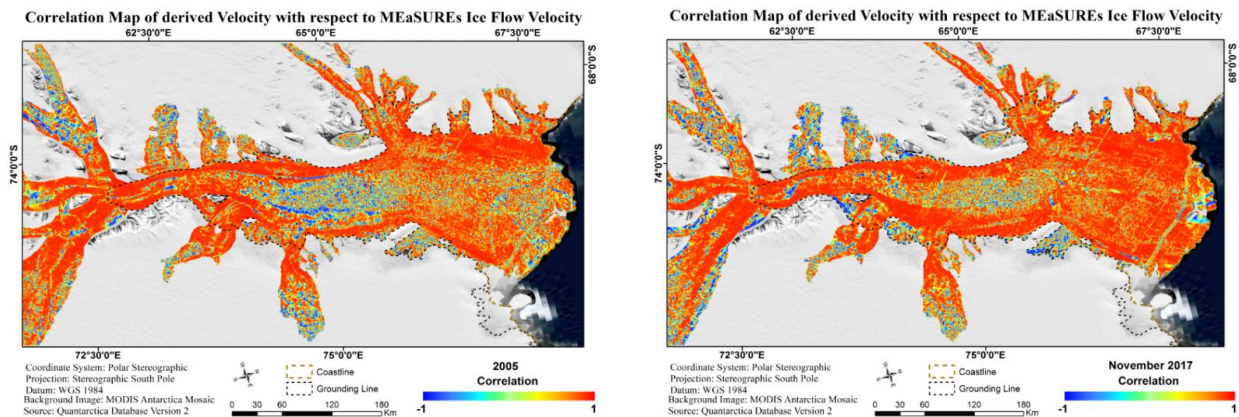 Correlation Map of derived Velocity with respect to MEaSUREs Ice Flow Velocity
62°30'0"E 65°0'0"E 67°30'0"E
68°0'0"S
74°0'0"S
72°30'0"E 75°0'0"E
Coordinate System: Polar Stereographic
Projection: Stereographic South Pole
Datum: WGS 1984
Background Image: MODIS Antarctica Mosaic
Source: Quantarctica Database Version 2
N
E
S
W
0 30 60 120 180
Km
Coastline
Grounding Line
2005
Correlation
-1 1
Correlation Map of derived Velocity with respect to MEaSUREs Ice Flow Velocity
62°30'0"E 65°0'0"E 67°30'0"E
68°0'0"S
74°0'0"S
72°30'0"E 75°0'0"E
Coordinate System: Polar Stereographic
Projection: Stereographic South Pole
Datum: WGS 1984
Background Image: MODIS Antarctica Mosaic
Source: Quantarctica Database Version 2
N
E
S
W
0 30 60 120 180
Km
Coastline
Grounding Line
November 2017
Correlation
-1 1